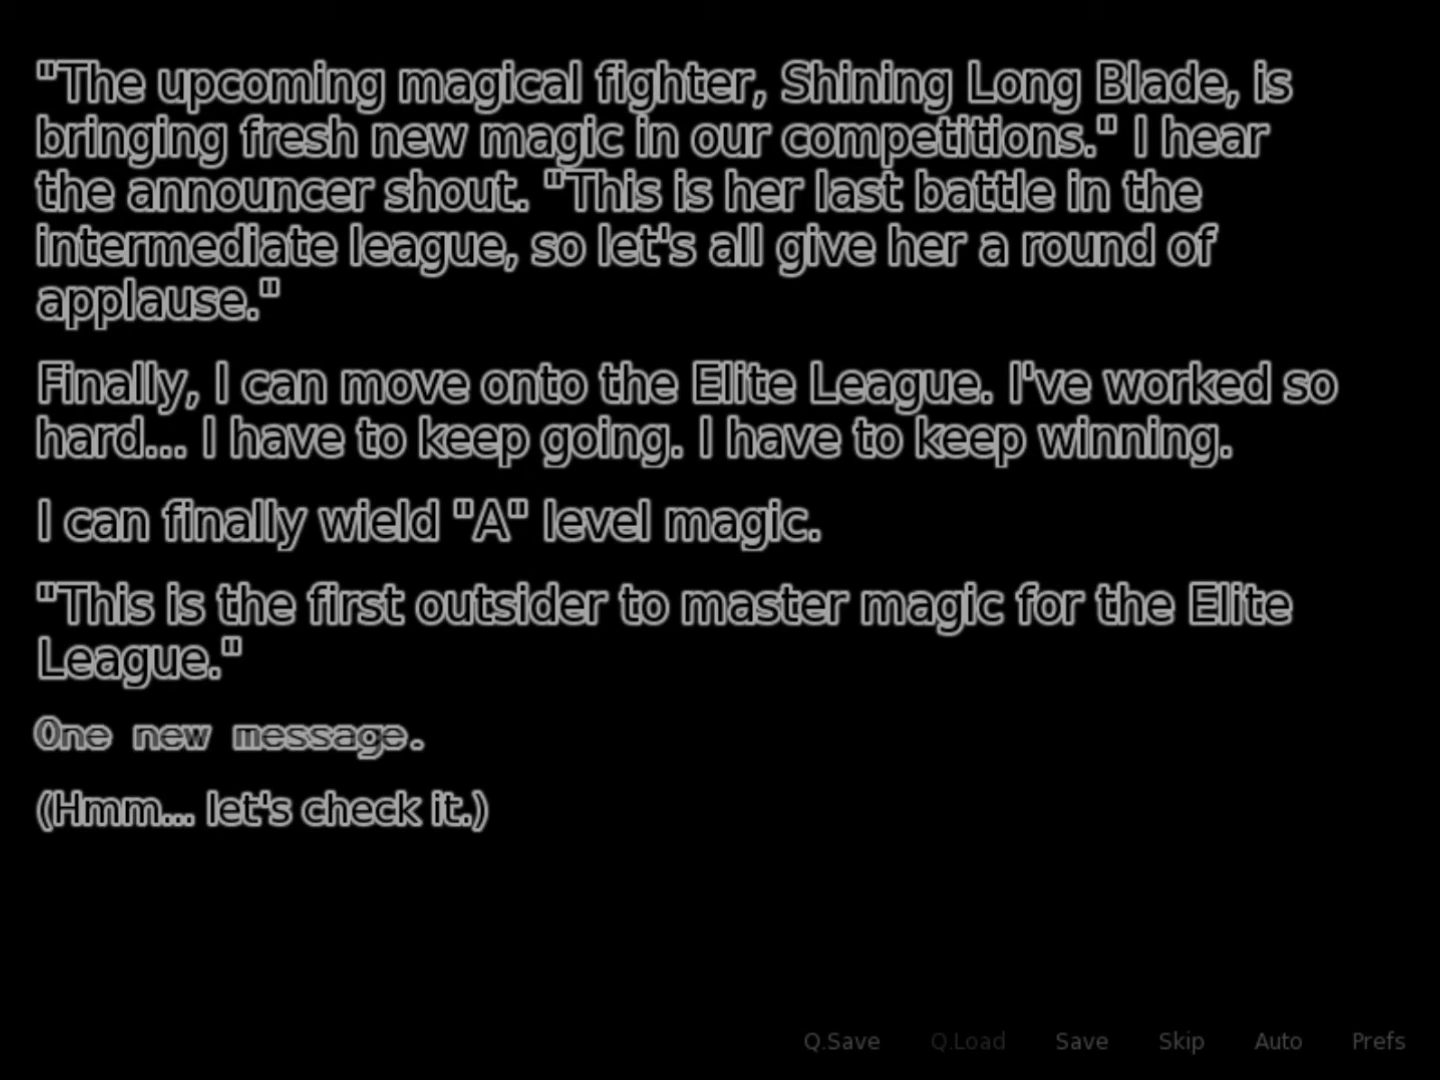 "The upcoming magical fighter, Shining Long Blade, is
bringing fresh new magic in our competitions." I hear
the announcer shout. "This is her last battle in the
intermediate league, so let's all give her a round of
applause."
Finally, I can move onto the Elite League. I've worked so
hard... I have to keep going. I have to keep winning.
I can finally wield "A" level magic.
"This is the first outsider to master magic for the Elite
League."
One new message.
(Hmm... let's check it.)
Q.Save Q.Load Save Skip Auto Prefs